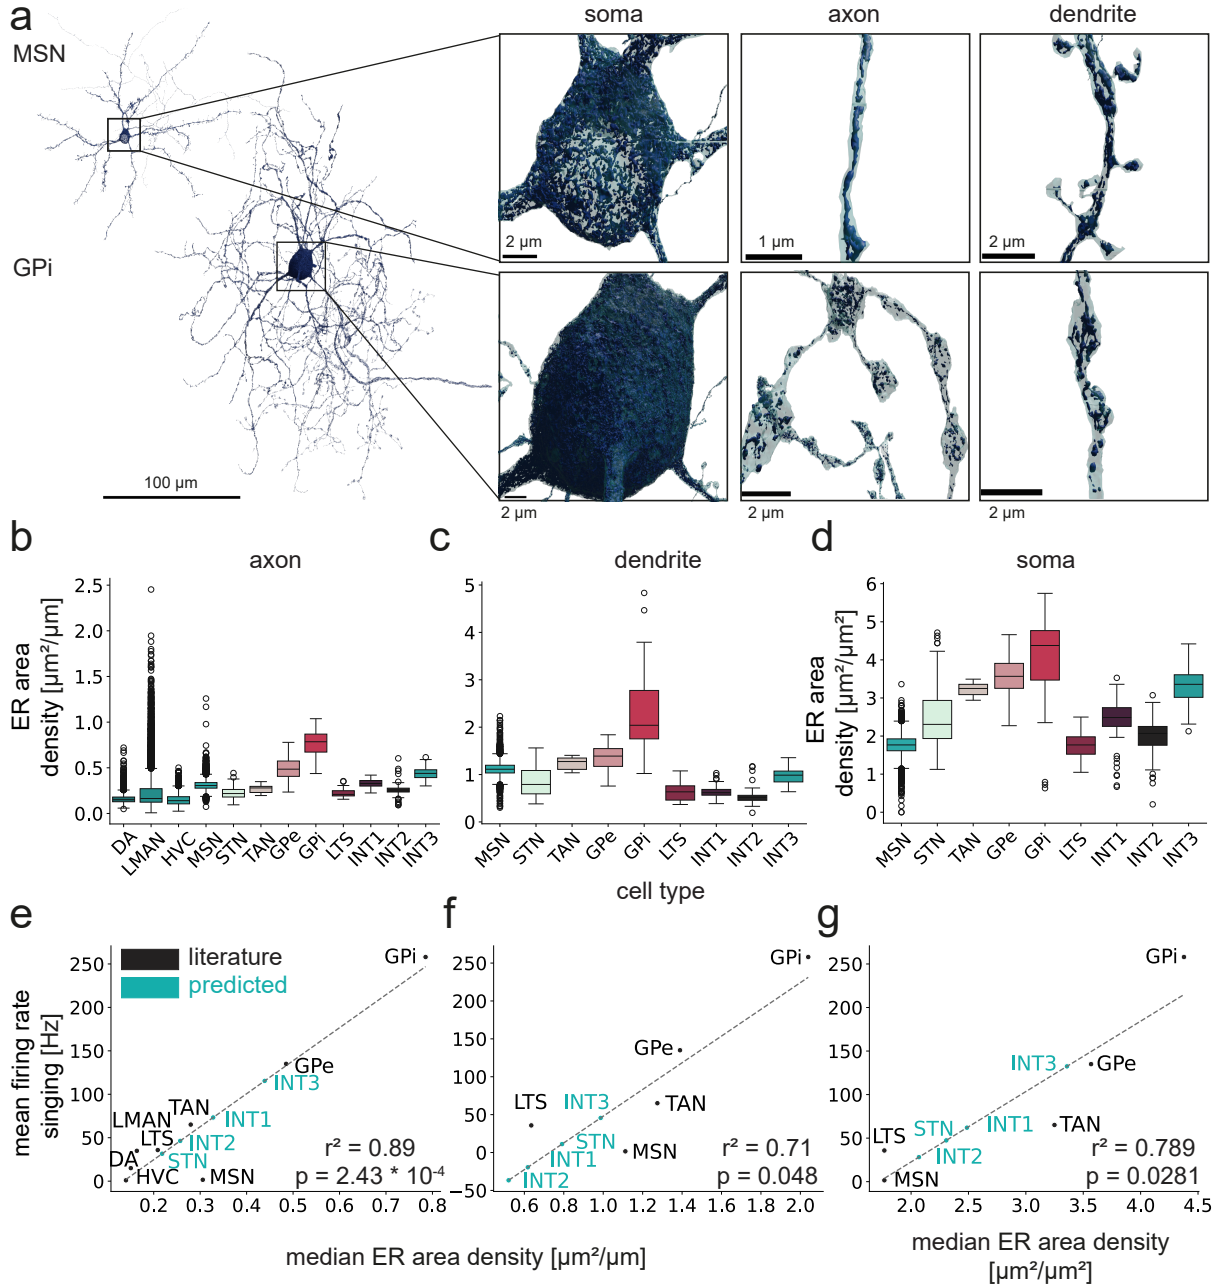 a
soma
axon
dendrite
MSN
GPi
2 µm
1 µm
2 µm
100 µm
2 µm
2 µm
2 µm
b
axon
c
dendrite
d
soma
ER area
density [µm²/µm]
2.5
2.0
1.5
1.0
0.5
0.0
DA
LMAN
HVC
MSN
STN
TAN
GPe
GPi
LTS
INT1
INT2
INT3
5
4
3
2
1
0
MSN
STN
TAN
GPe
GPi
LTS
INT1
INT2
INT3
cell type
ER area
density [µm²/µm²]
6
5
4
3
2
1
0
MSN
STN
TAN
GPe
GPi
LTS
INT1
INT2
INT3
e
literature
predicted
mean firing rate
singing [Hz]
250
200
150
100
50
0
GPi
GPe
INT3
TAN
LMAN
INT1
LTS
INT2
DA
STN
HVC
MSN
r² = 0.89
p = 2.43 * 10⁻⁴
0.2
0.3
0.4
0.5
0.6
0.7
0.8
f
250
200
150
100
50
0
−50
GPi
GPe
LTS
INT3
TAN
STN
MSN
INT1
INT2
r² = 0.71
p = 0.048
0.6
0.8
1.0
1.2
1.4
1.6
1.8
2.0
median ER area density [µm²/µm]
g
250
200
150
100
50
0
GPi
INT3
GPe
LTS
STN
INT1
TAN
INT2
MSN
r² = 0.789
p = 0.0281
2.0
2.5
3.0
3.5
4.0
4.5
median ER area density
[µm²/µm²]